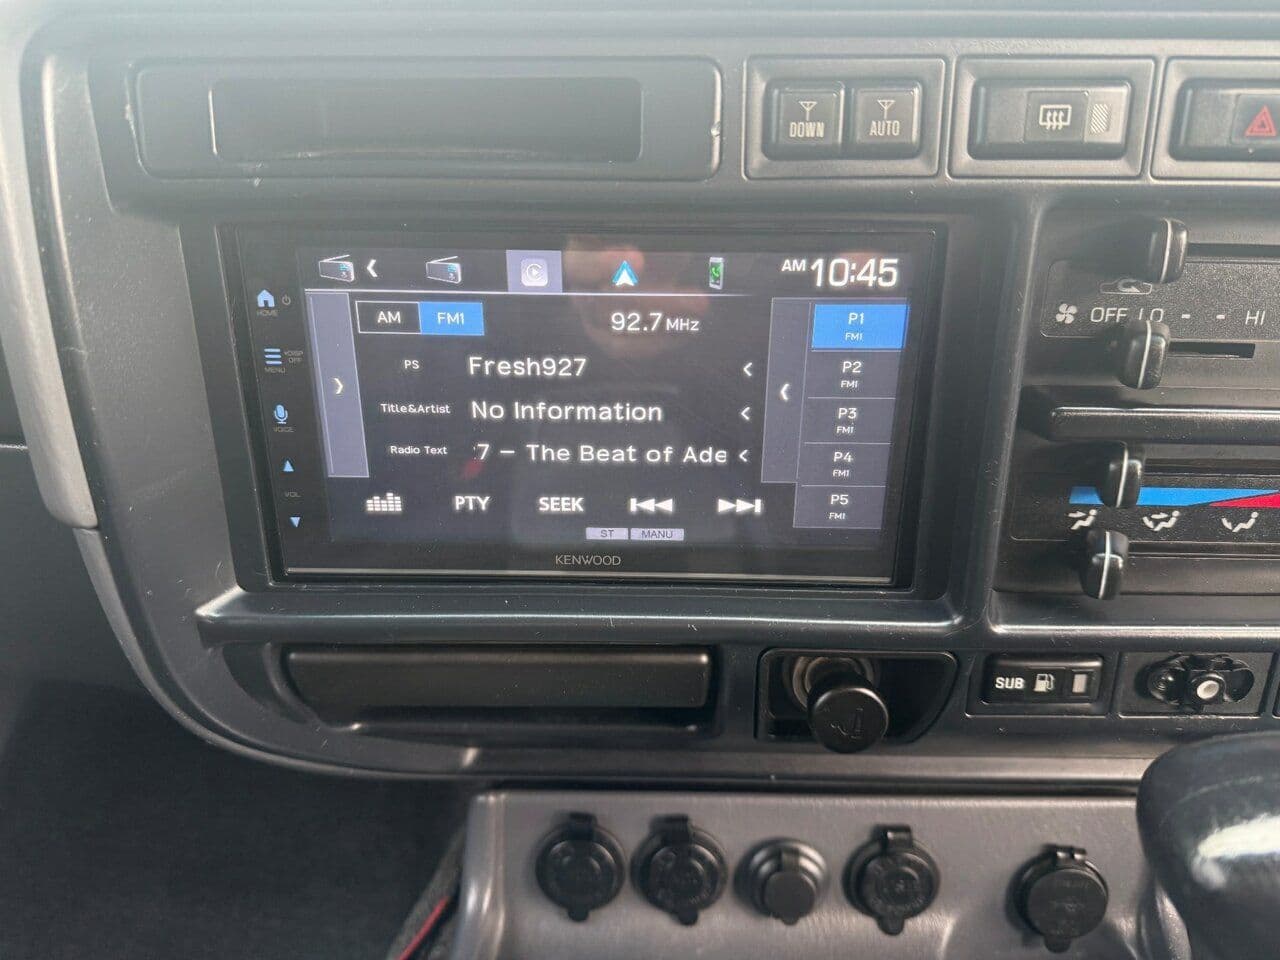 DOWN
AUTO
AM 10:45
HOME
AM
FM1
92.7 MHz
P1
FM1
OFF LO - - HI
DISP
OFF
MENU
PS
Fresh927
P2
FM1
Title&Artist
No Information
P3
FM1
VOICE
Radio Text
7 – The Beat of Ade
P4
FM1
VOL
PTY
SEEK
P5
FM1
ST
MANU
KENWOOD
SUB